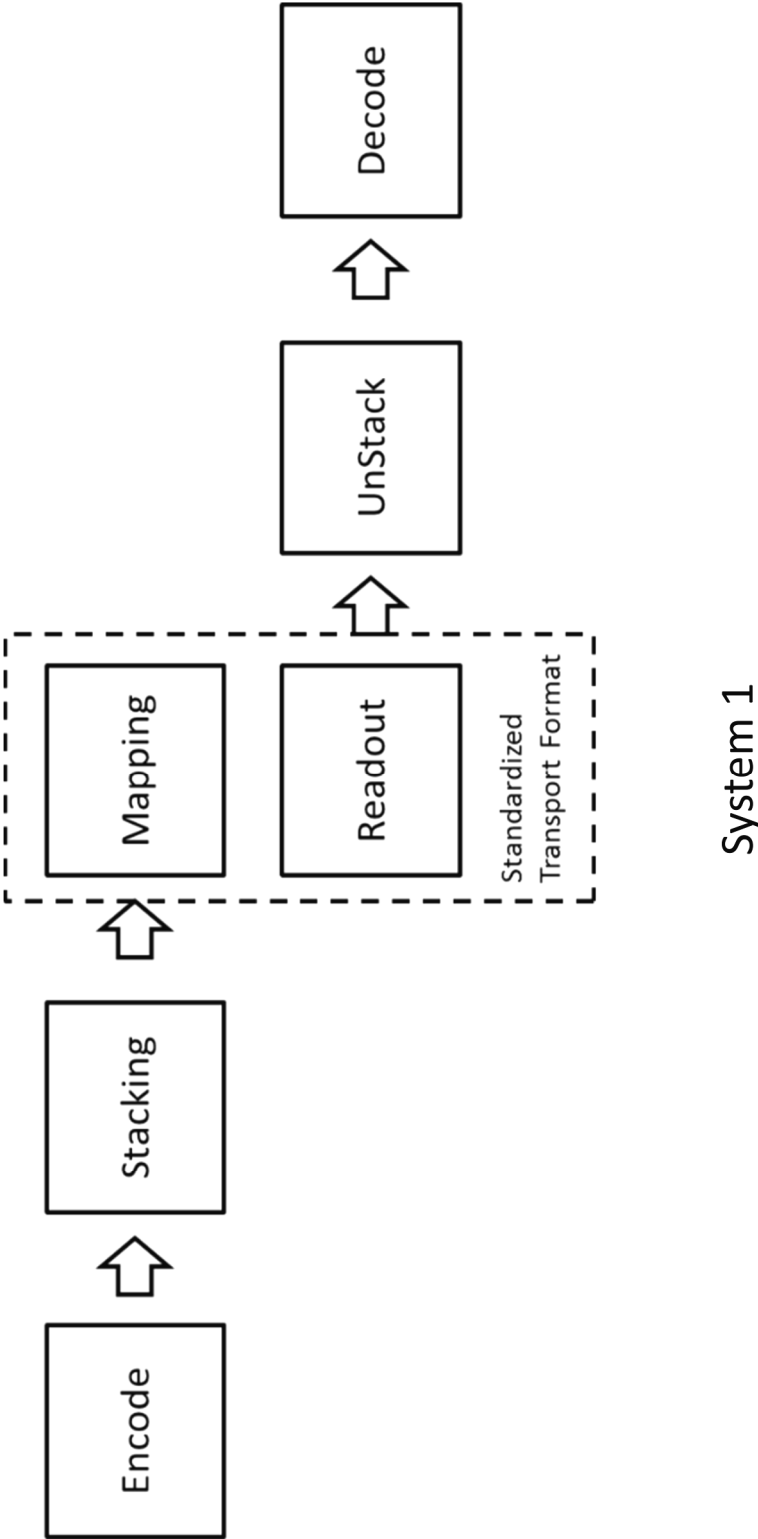 Encode
Stacking
Mapping
Readout
Standardized
Transport Format
UnStack
Decode
System 1